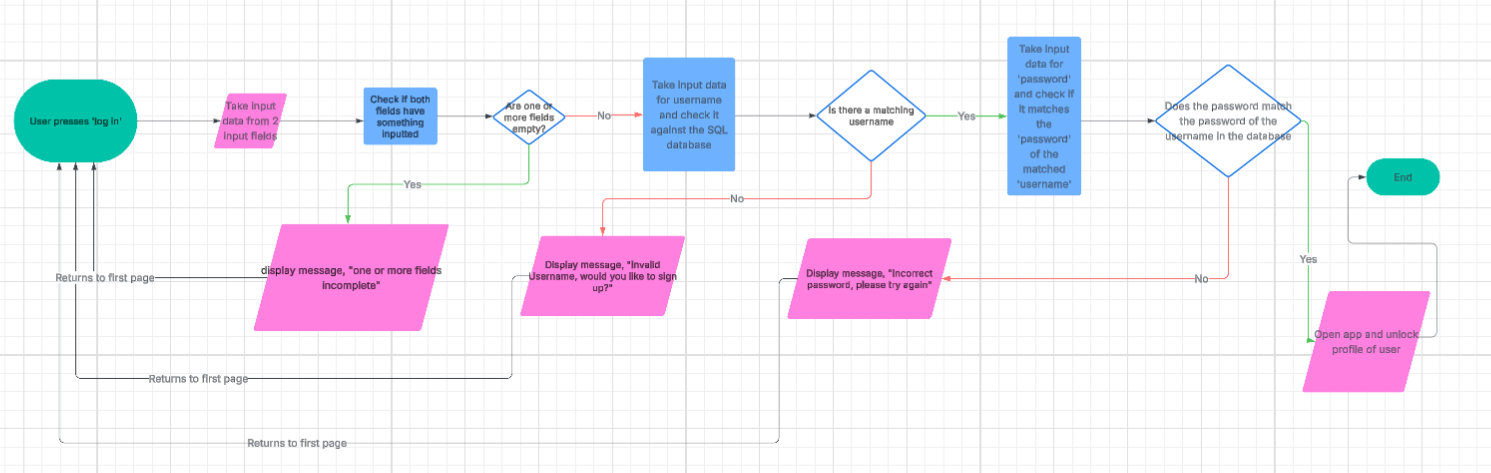 User presses 'log in'
Take input
data from 2
input fields
Check if both
fields have
something
inputted
Are one or
more fields
empty?
No
Yes
Take input data
for username
and check it
against the SQL
database
Is there a matching
username
Yes
No
Take input
data for
'password'
and check if
it matches
the
'password'
of the
matched
'username'
Does the password match
the password of the
username in the database
Yes
No
End
display message, "one or more fields
incomplete"
Returns to first page
Display message, "Invalid
Username, would you like to sign
up?"
Returns to first page
Display message, "Incorrect
password, please try again"
Returns to first page
Open app and unlock
profile of user